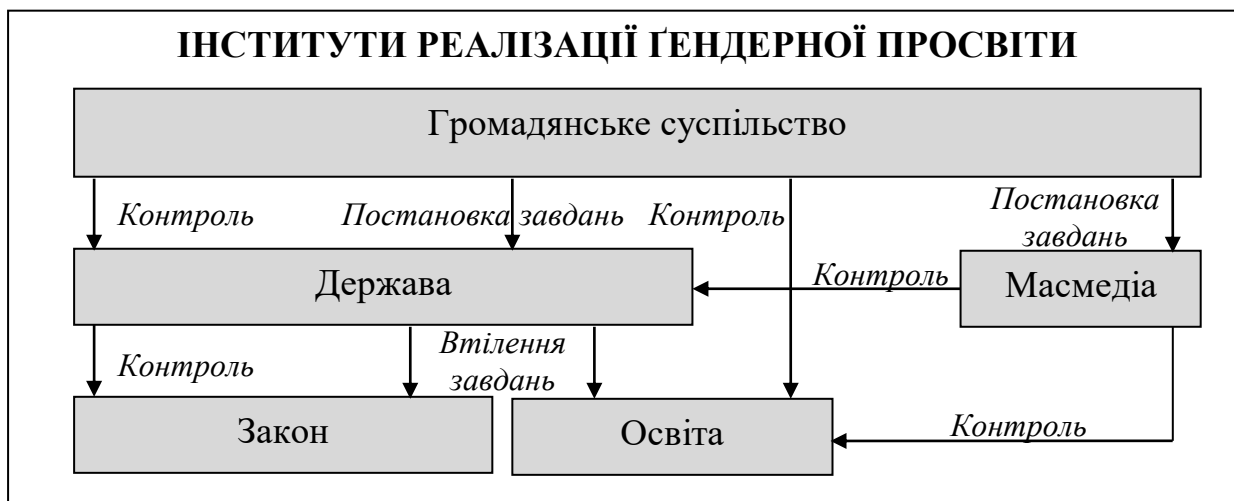 ІНСТИТУТИ РЕАЛІЗАЦІЇ ҐЕНДЕРНОЇ ПРОСВІТИ
Громадянське суспільство
Контроль
Постановка завдань
Контроль
Постановка
завдань
Держава
Контроль
Масмедіа
Контроль
Втілення
завдань
Закон
Освіта
Контроль